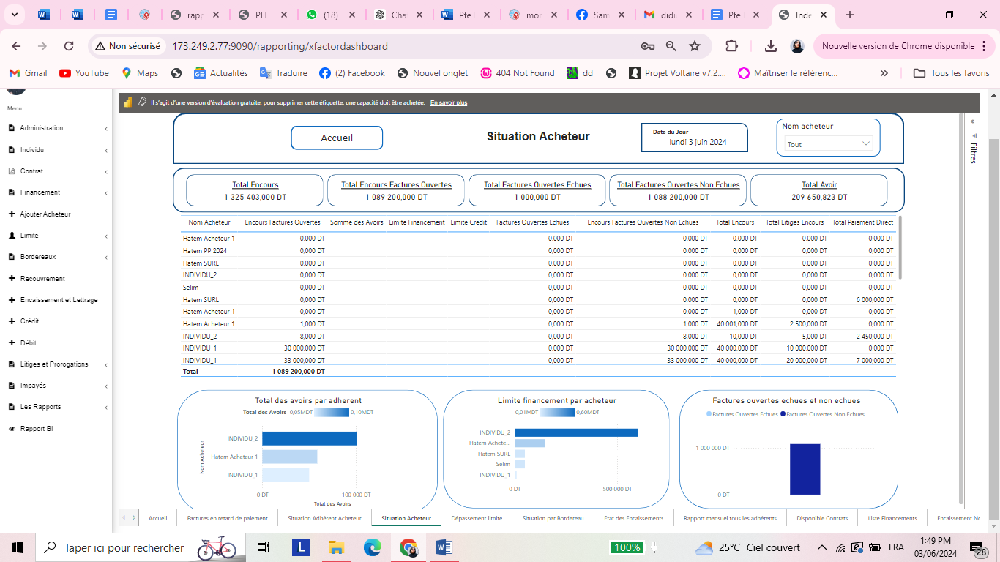 rapp
PFE
(18)
Cha
Pfe
mor
Sam
didi
Pfe
Inde
Non sécurisé
173.249.2.77:9090/rapporting/xfactordashboard
Nouvelle version de Chrome disponible
Gmail
YouTube
Maps
Actualités
Traduire
(2) Facebook
Nouvel onglet
404 Not Found
dd
Projet Voltaire v7.2....
Maîtriser le référenc...
Tous les favoris
Menu
Administration
Individu
Contrat
Financement
Ajouter Acheteur
Limite
Bordereaux
Recouvrement
Encaissement et Lettrage
Crédit
Débit
Litiges et Prorogations
Impayés
Les Rapports
Rapport BI
Il s'agit d'une version d'évaluation gratuite, pour supprimer cette étiquette, une capacité doit être achetée. En savoir plus
Accueil
Situation Acheteur
Date du Jour
lundi 3 juin 2024
Nom acheteur
Tout
Filtres
Total Encours
1 325 403,000 DT
Total Encours Factures Ouvertes
1 089 200,000 DT
Total Factures Ouvertes Echues
1 000,000 DT
Total Factures Ouvertes Non Echues
1 088 200,000 DT
Total Avoir
209 650,823 DT
Nom Acheteur Encours Factures Ouvertes Somme des Avoirs Limite Financement Limite Credit Factures Ouvertes Echues Encours Factures Ouvertes Non Echues Total Encours Total Litiges Encours Total Paiement Direct
Hatem Acheteur 1 0,000 DT 0,000 DT 0,000 DT 0,000 DT 0,000 DT 0,000 DT
Hatem PP 2024 0,000 DT 0,000 DT 0,000 DT 0,000 DT 0,000 DT 0,000 DT
Hatem SURL 0,000 DT 0,000 DT 0,000 DT 0,000 DT 0,000 DT 0,000 DT
INDIVIDU_2 0,000 DT 0,000 DT 0,000 DT 0,000 DT 0,000 DT 0,000 DT
Selim 0,000 DT 0,000 DT 0,000 DT 0,000 DT 0,000 DT 0,000 DT
Hatem SURL 0,000 DT 0,000 DT 0,000 DT 0,000 DT 0,000 DT 6 000,000 DT
Hatem Acheteur 1 0,000 DT 0,000 DT 0,000 DT 1,000 DT 0,000 DT 0,000 DT
Hatem Acheteur 1 1,000 DT 0,000 DT 1,000 DT 40 001,000 DT 2 500,000 DT 0,000 DT
INDIVIDU_2 8,000 DT 0,000 DT 8,000 DT 10,000 DT 5,000 DT 2 450,000 DT
INDIVIDU_1 30 000,000 DT 0,000 DT 30 000,000 DT 40 000,000 DT 10 000,000 DT 0,000 DT
INDIVIDU_1 33 000,000 DT 0,000 DT 33 000,000 DT 40 000,000 DT 20 000,000 DT 7 000,000 DT
Total 1 089 200,000 DT
Total des avoirs par adherent
Total des Avoirs 0,05MDT 0,10MDT
Nom Acheteur
INDIVIDU_2
Hatem Acheteur 1
INDIVIDU_1
0 DT 100 000 DT
Total des Avoirs
Limite financement par acheteur
0,01MDT 0,60MDT
INDIVIDU_2
Hatem Achete...
Hatem SURL
Selim
INDIVIDU_1
0 DT 500 000 DT
Factures ouvertes echues et non echues
Factures Ouvertes Echues Factures Ouvertes Non Echues
1 000 000 DT
0 DT
Accueil
Factures en retard de paiement
Situation Adhérent Acheteur
Situation Acheteur
Dépassement limite
Situation par Bordereau
Etat des Encaissements
Rapport mensuel tous les adhérents
Disponible Contrats
Liste Financements
Encaissement No
Taper ici pour rechercher
L
100%
25°C Ciel couvert
FRA
1:49 PM
03/06/2024
28